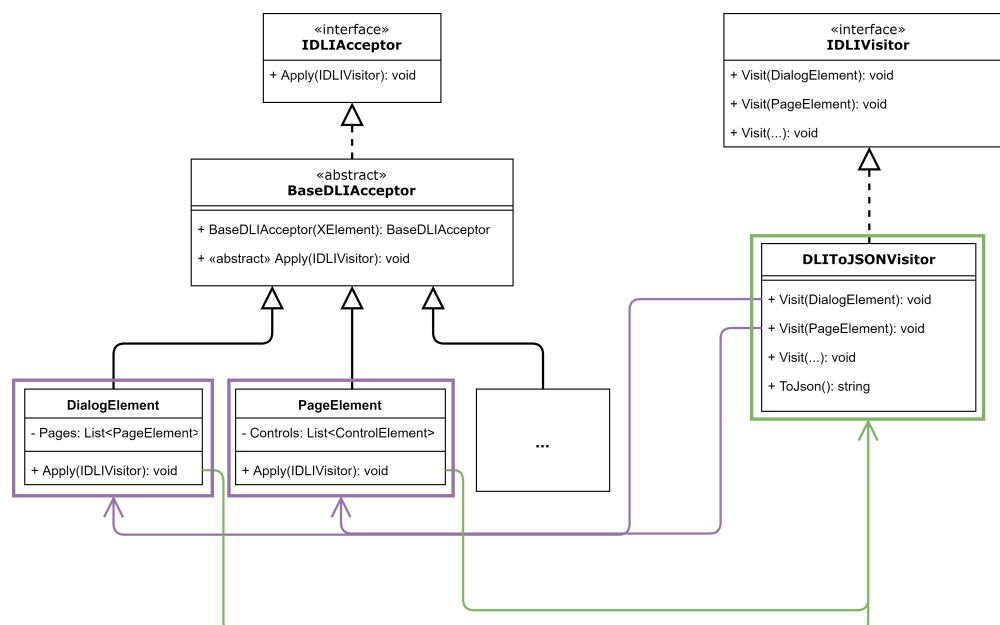 «interface»
IDLIAcceptor
+ Apply(IDLIVisitor): void
«interface»
IDLIVisitor
+ Visit(DialogElement): void
+ Visit(PageElement): void
+ Visit(...): void
«abstract»
BaseDLIAcceptor
+ BaseDLIAcceptor(XElement): BaseDLIAcceptor
+ «abstract» Apply(IDLIVisitor): void
DLIToJSONVisitor
+ Visit(DialogElement): void
+ Visit(PageElement): void
+ Visit(...): void
+ ToJson(): string
DialogElement
- Pages: List<PageElement>
+ Apply(IDLIVisitor): void
PageElement
- Controls: List<ControlElement>
+ Apply(IDLIVisitor): void
...